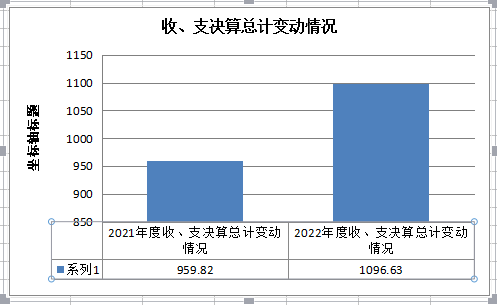 收、支决算总计变动情况
坐标轴标题
1150
1100
1050
1000
950
900
850
2021年度收、支决算总计变动
情况
2022年度收、支决算总计变动
情况
系列1
959.82
1096.63